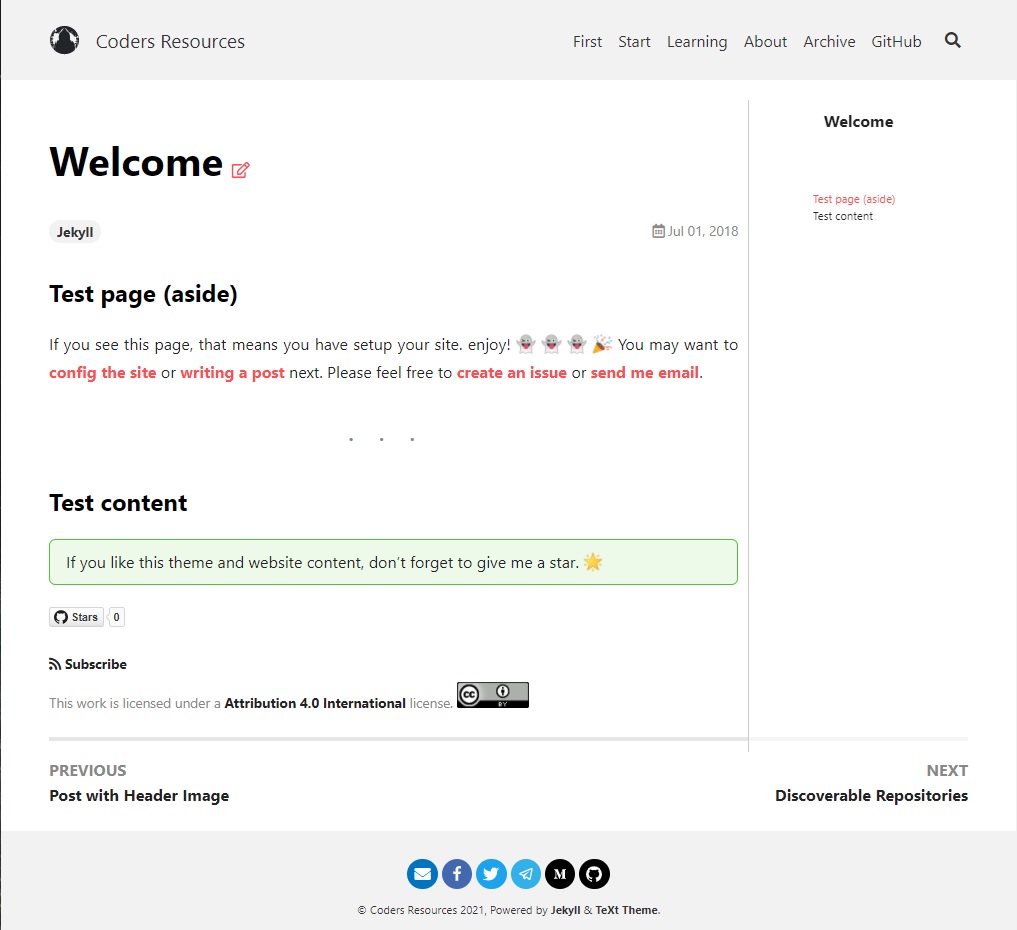 Coders Resources
First Start Learning About Archive GitHub
Welcome
Jekyll
Jul 01, 2018
Test page (aside)
If you see this page, that means you have setup your site. enjoy! 👻 👻 👻 🎉 You may want to
config the site or writing a post next. Please feel free to create an issue or send me email.
. . .
Test content
If you like this theme and website content, don't forget to give me a star. 🌟
Stars 0
Subscribe
This work is licensed under a Attribution 4.0 International license.
cc BY
Welcome
Test page (aside)
Test content
PREVIOUS
Post with Header Image
NEXT
Discoverable Repositories
f M
© Coders Resources 2021, Powered by Jekyll & TeXt Theme.